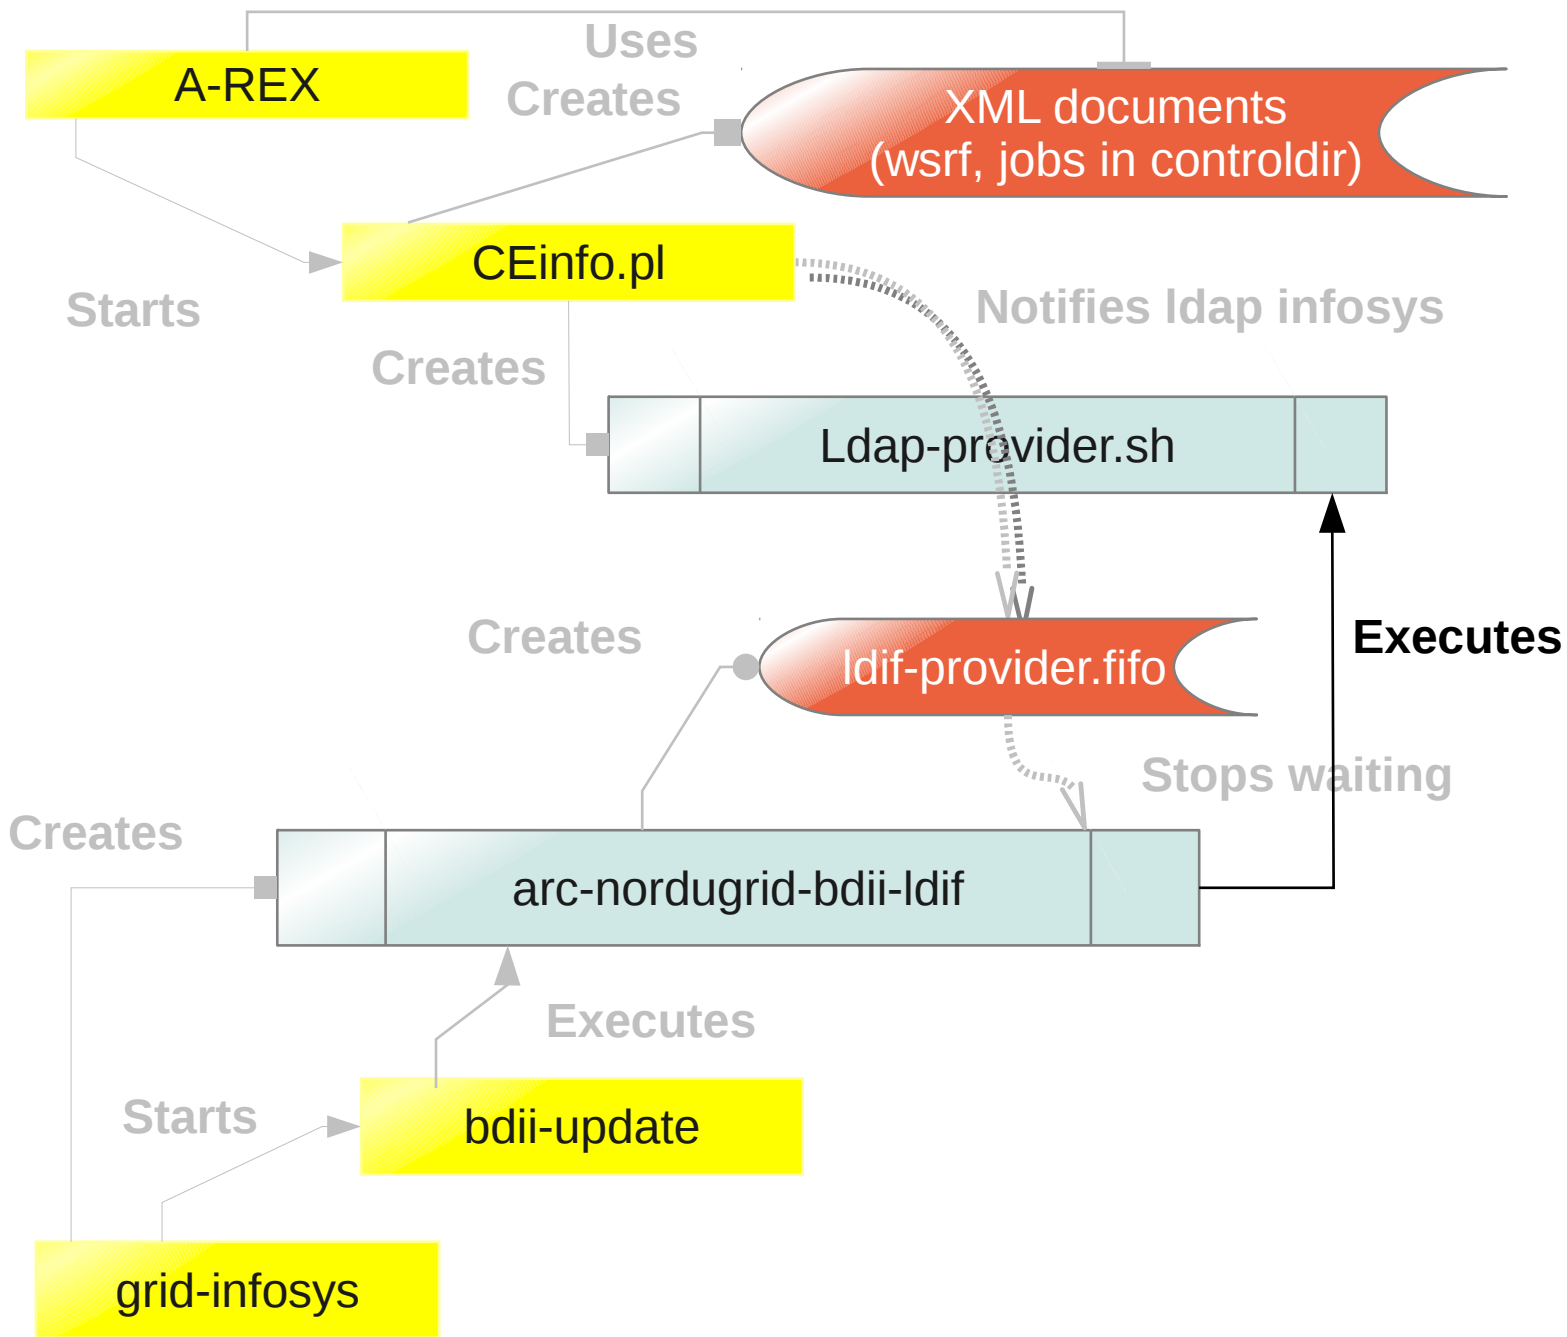 Uses
A-REX
Creates
XML documents
(wsrf, jobs in controldir)
CEinfo.pl
Starts
Notifies ldap infosys
Creates
Ldap-provider.sh
Creates
ldif-provider.fifo
Executes
Stops waiting
Creates
arc-nordugrid-bdii-ldif
Executes
Starts
bdii-update
grid-infosys